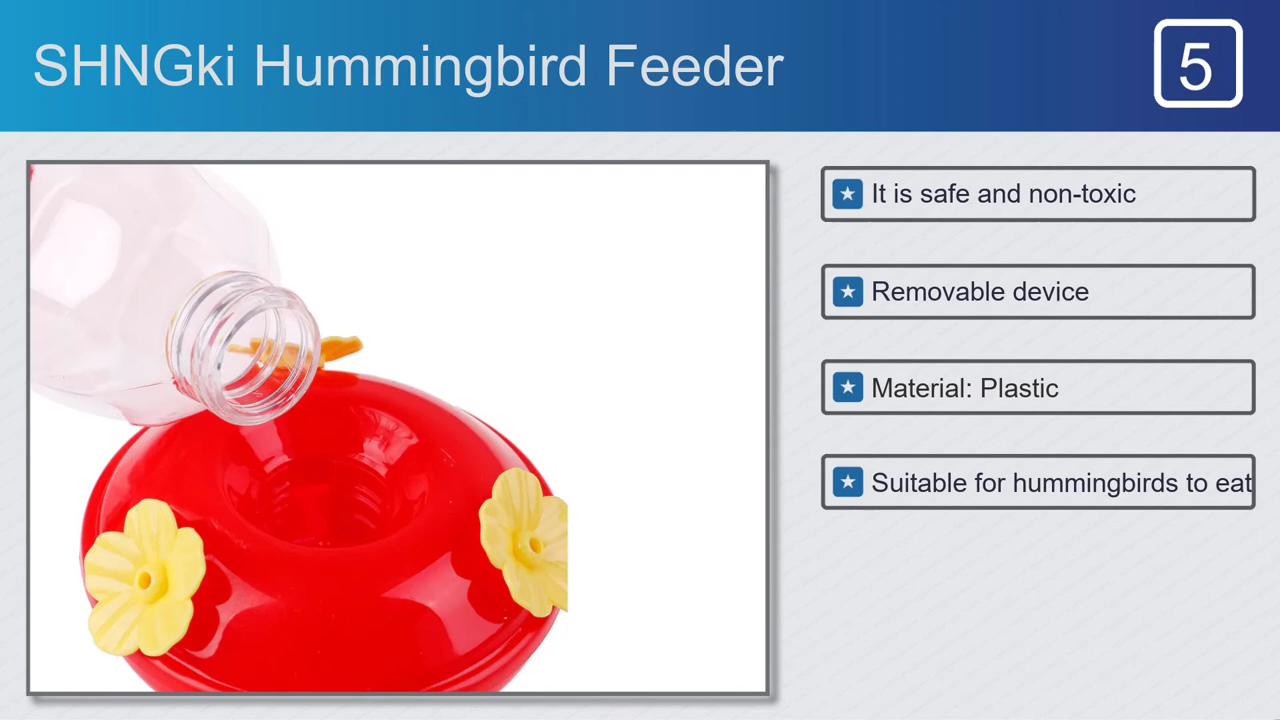 SHNGki Hummingbird Feeder
5
It is safe and non-toxic
Removable device
Material: Plastic
Suitable for hummingbirds to eat